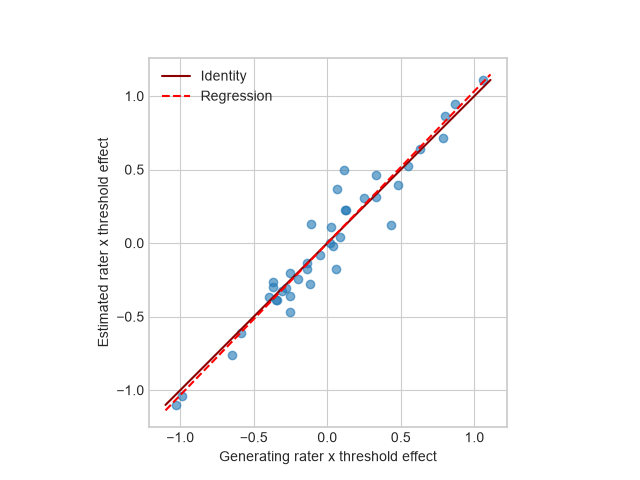 Identity
Regression
1.0
0.5
0.0
−0.5
−1.0
Estimated rater x threshold effect
−1.0 −0.5 0.0 0.5 1.0
Generating rater x threshold effect